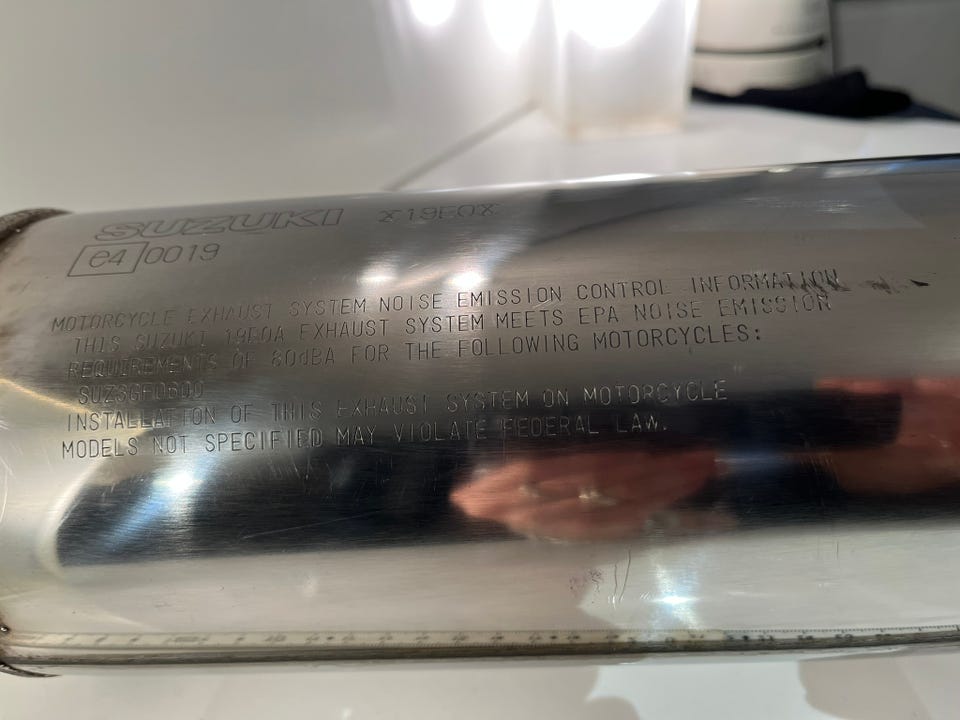 SUZUKI *19E0*
e4 0019
MOTORCYCLE EXHAUST SYSTEM NOISE EMISSION CONTROL INFORMATION
THIS SUZUKI 19E0A EXHAUST SYSTEM MEETS EPA NOISE EMISSION
REQUIREMENTS OF 80dBA FOR THE FOLLOWING MOTORCYCLES:
INSTALLATION OF THIS EXHAUST SYSTEM ON MOTORCYCLE
MODELS NOT SPECIFIED MAY VIOLATE FEDERAL LAW.